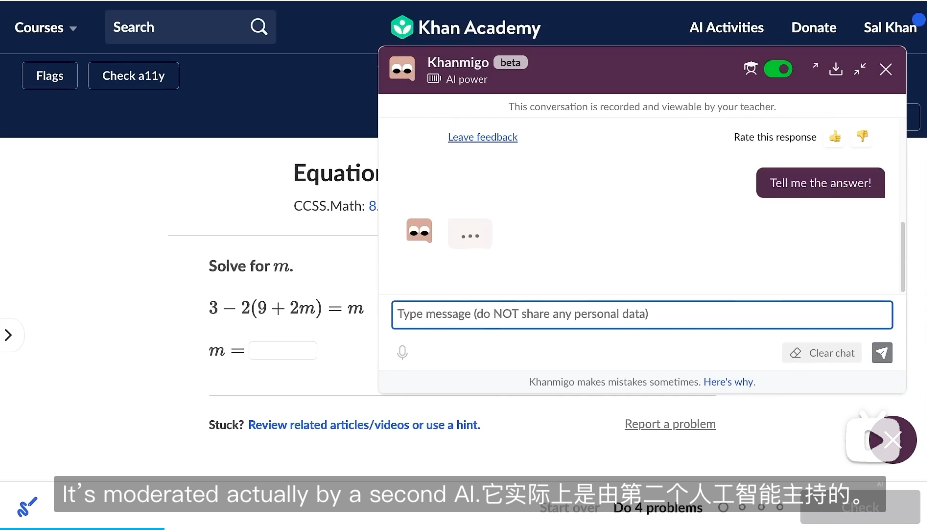 Courses
Search
Khan Academy
AI Activities
Donate
Sal Khan
Flags
Check a11y
Khanmigo beta
AI power
This conversation is recorded and viewable by your teacher.
Leave feedback
Rate this response
Tell me the answer!
Equation
CCSS.Math: 8.
Solve for m.
3 − 2(9 + 2m) = m
m =
Type message (do NOT share any personal data)
Clear chat
Khanmigo makes mistakes sometimes. Here's why.
Stuck? Review related articles/videos or use a hint.
Report a problem
It's moderated actually by a second AI.它实际上是由第二个人工智能主持的。
Start over
Do 4 problems
Check